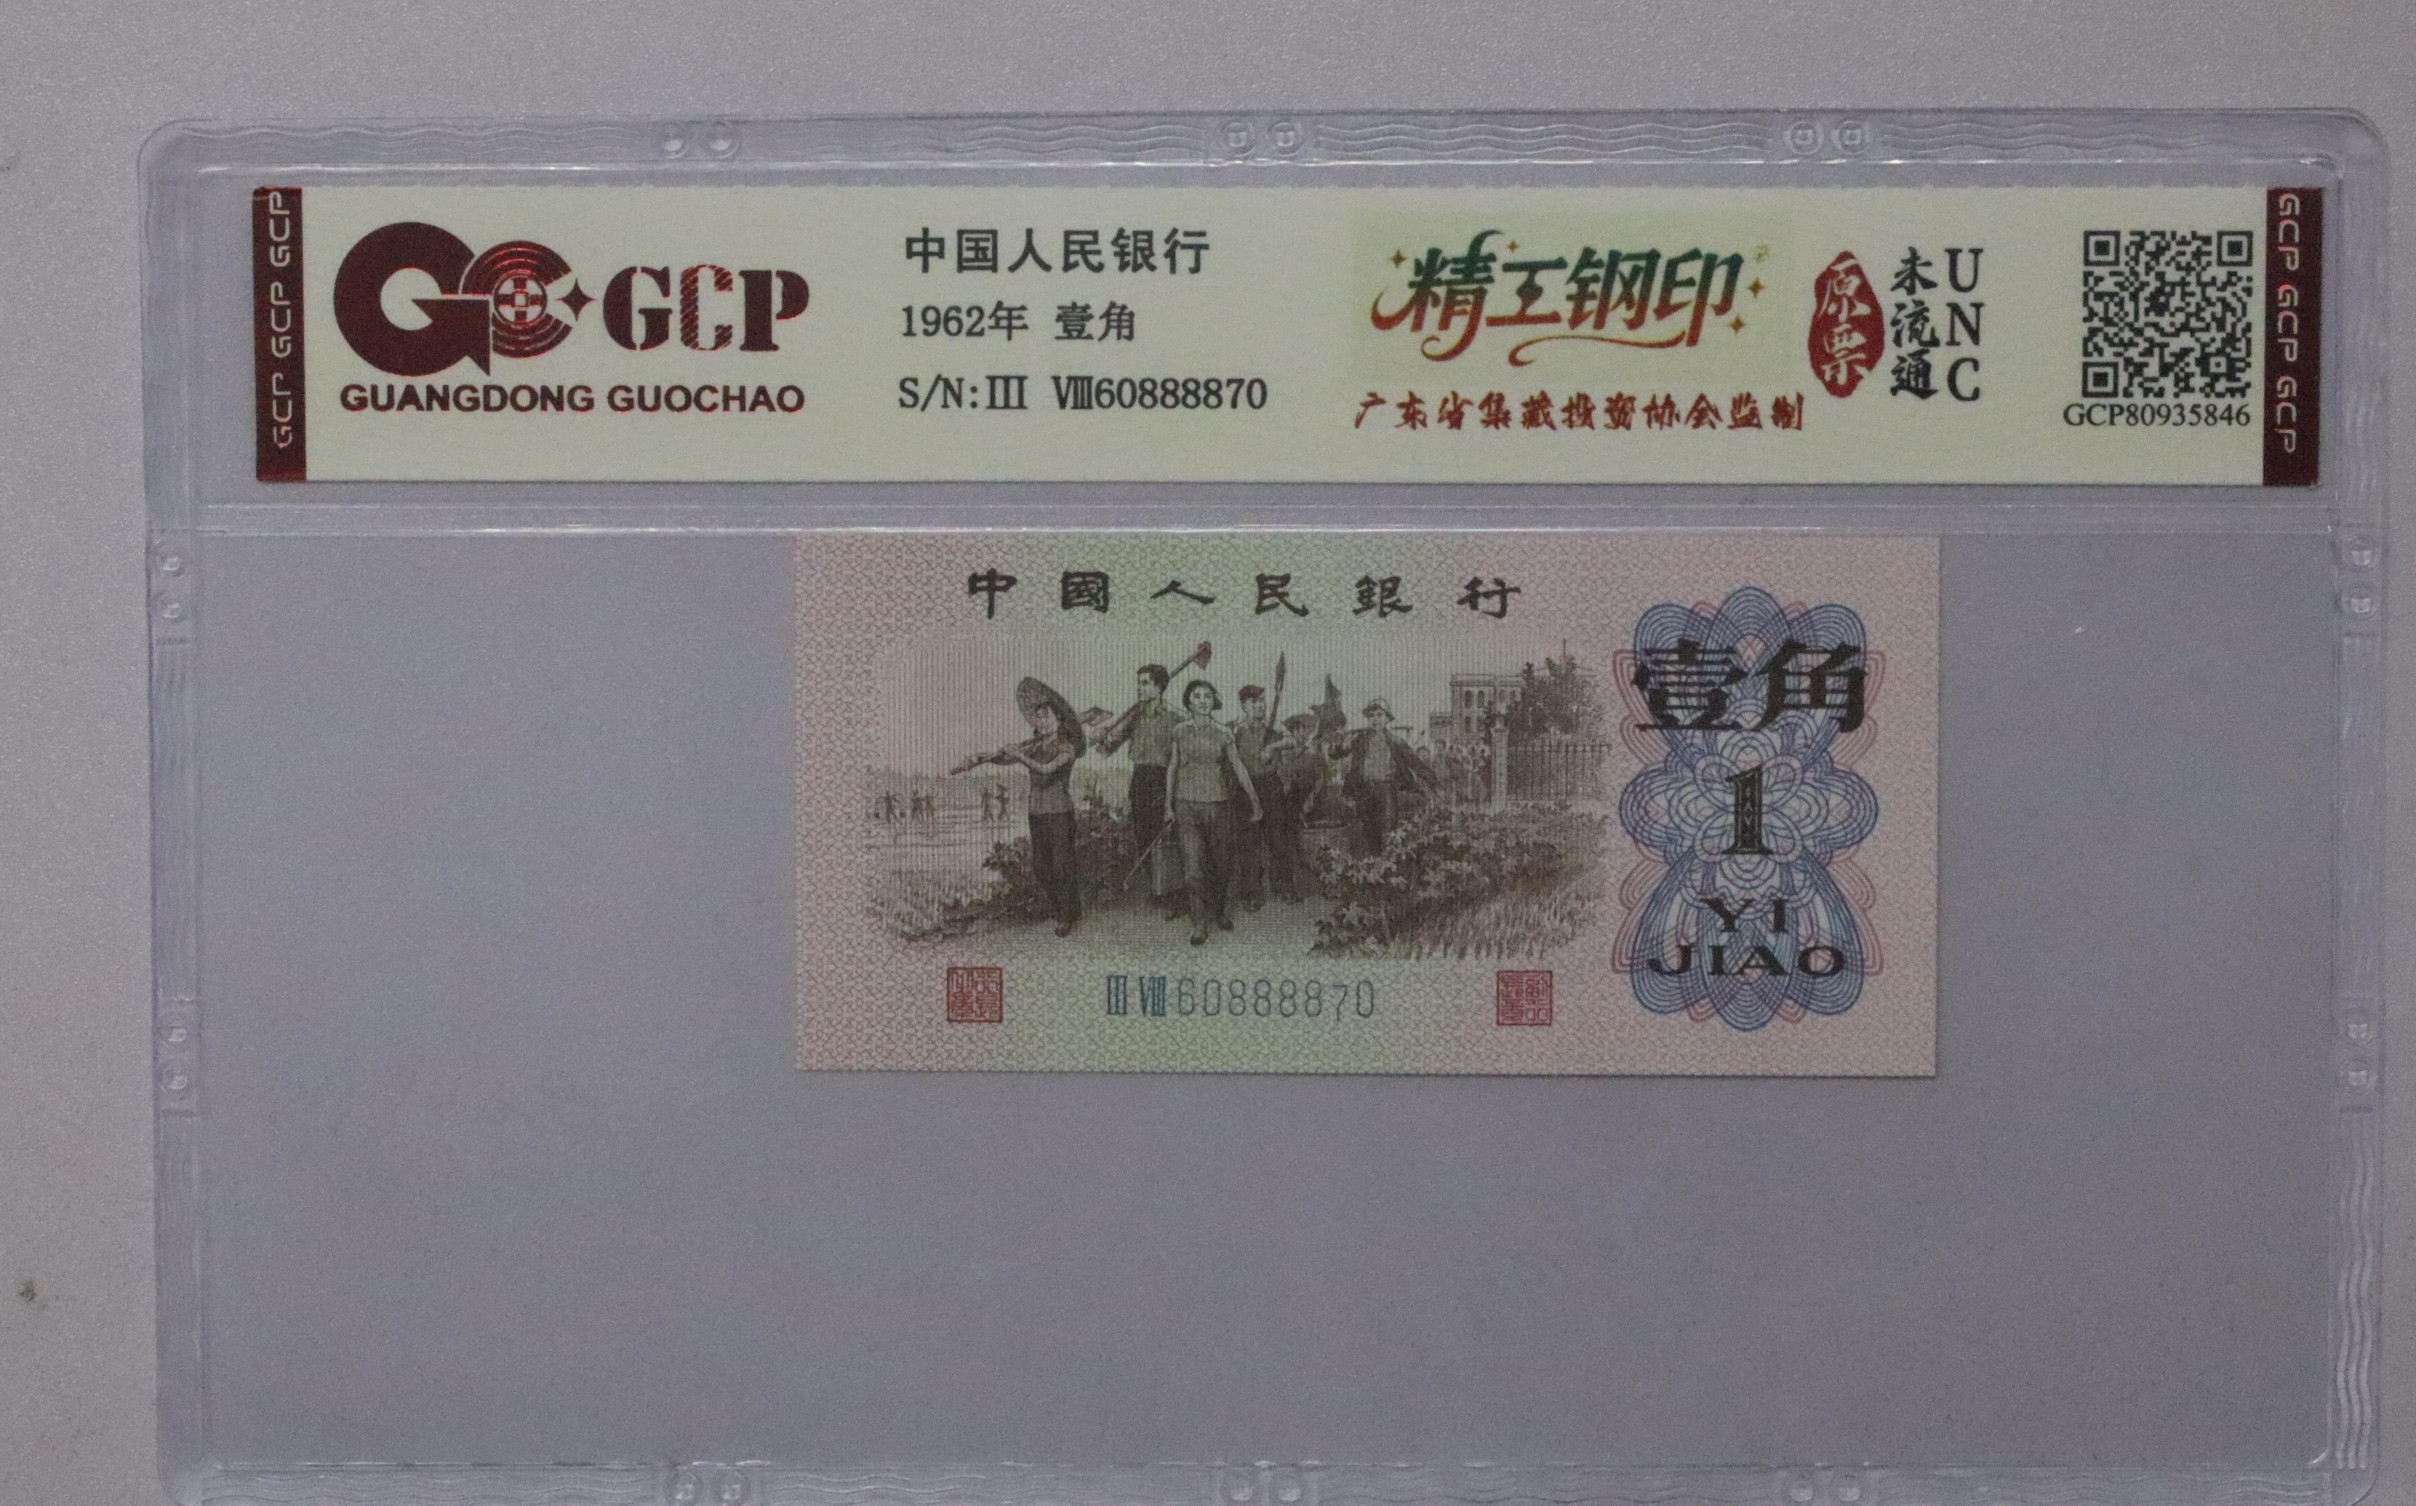 GCP GCP GCP
GCP
GUANGDONG GUOCHAO
中国人民银行
1962年 壹角
S/N:III VIII60888870
精工钢印
广东省集藏投资协会监制
原票
未流通
UNC
GCP80935846
GCP GCP GCP
中國人民銀行
壹角
1
YI
JIAO
III VIII 60888870